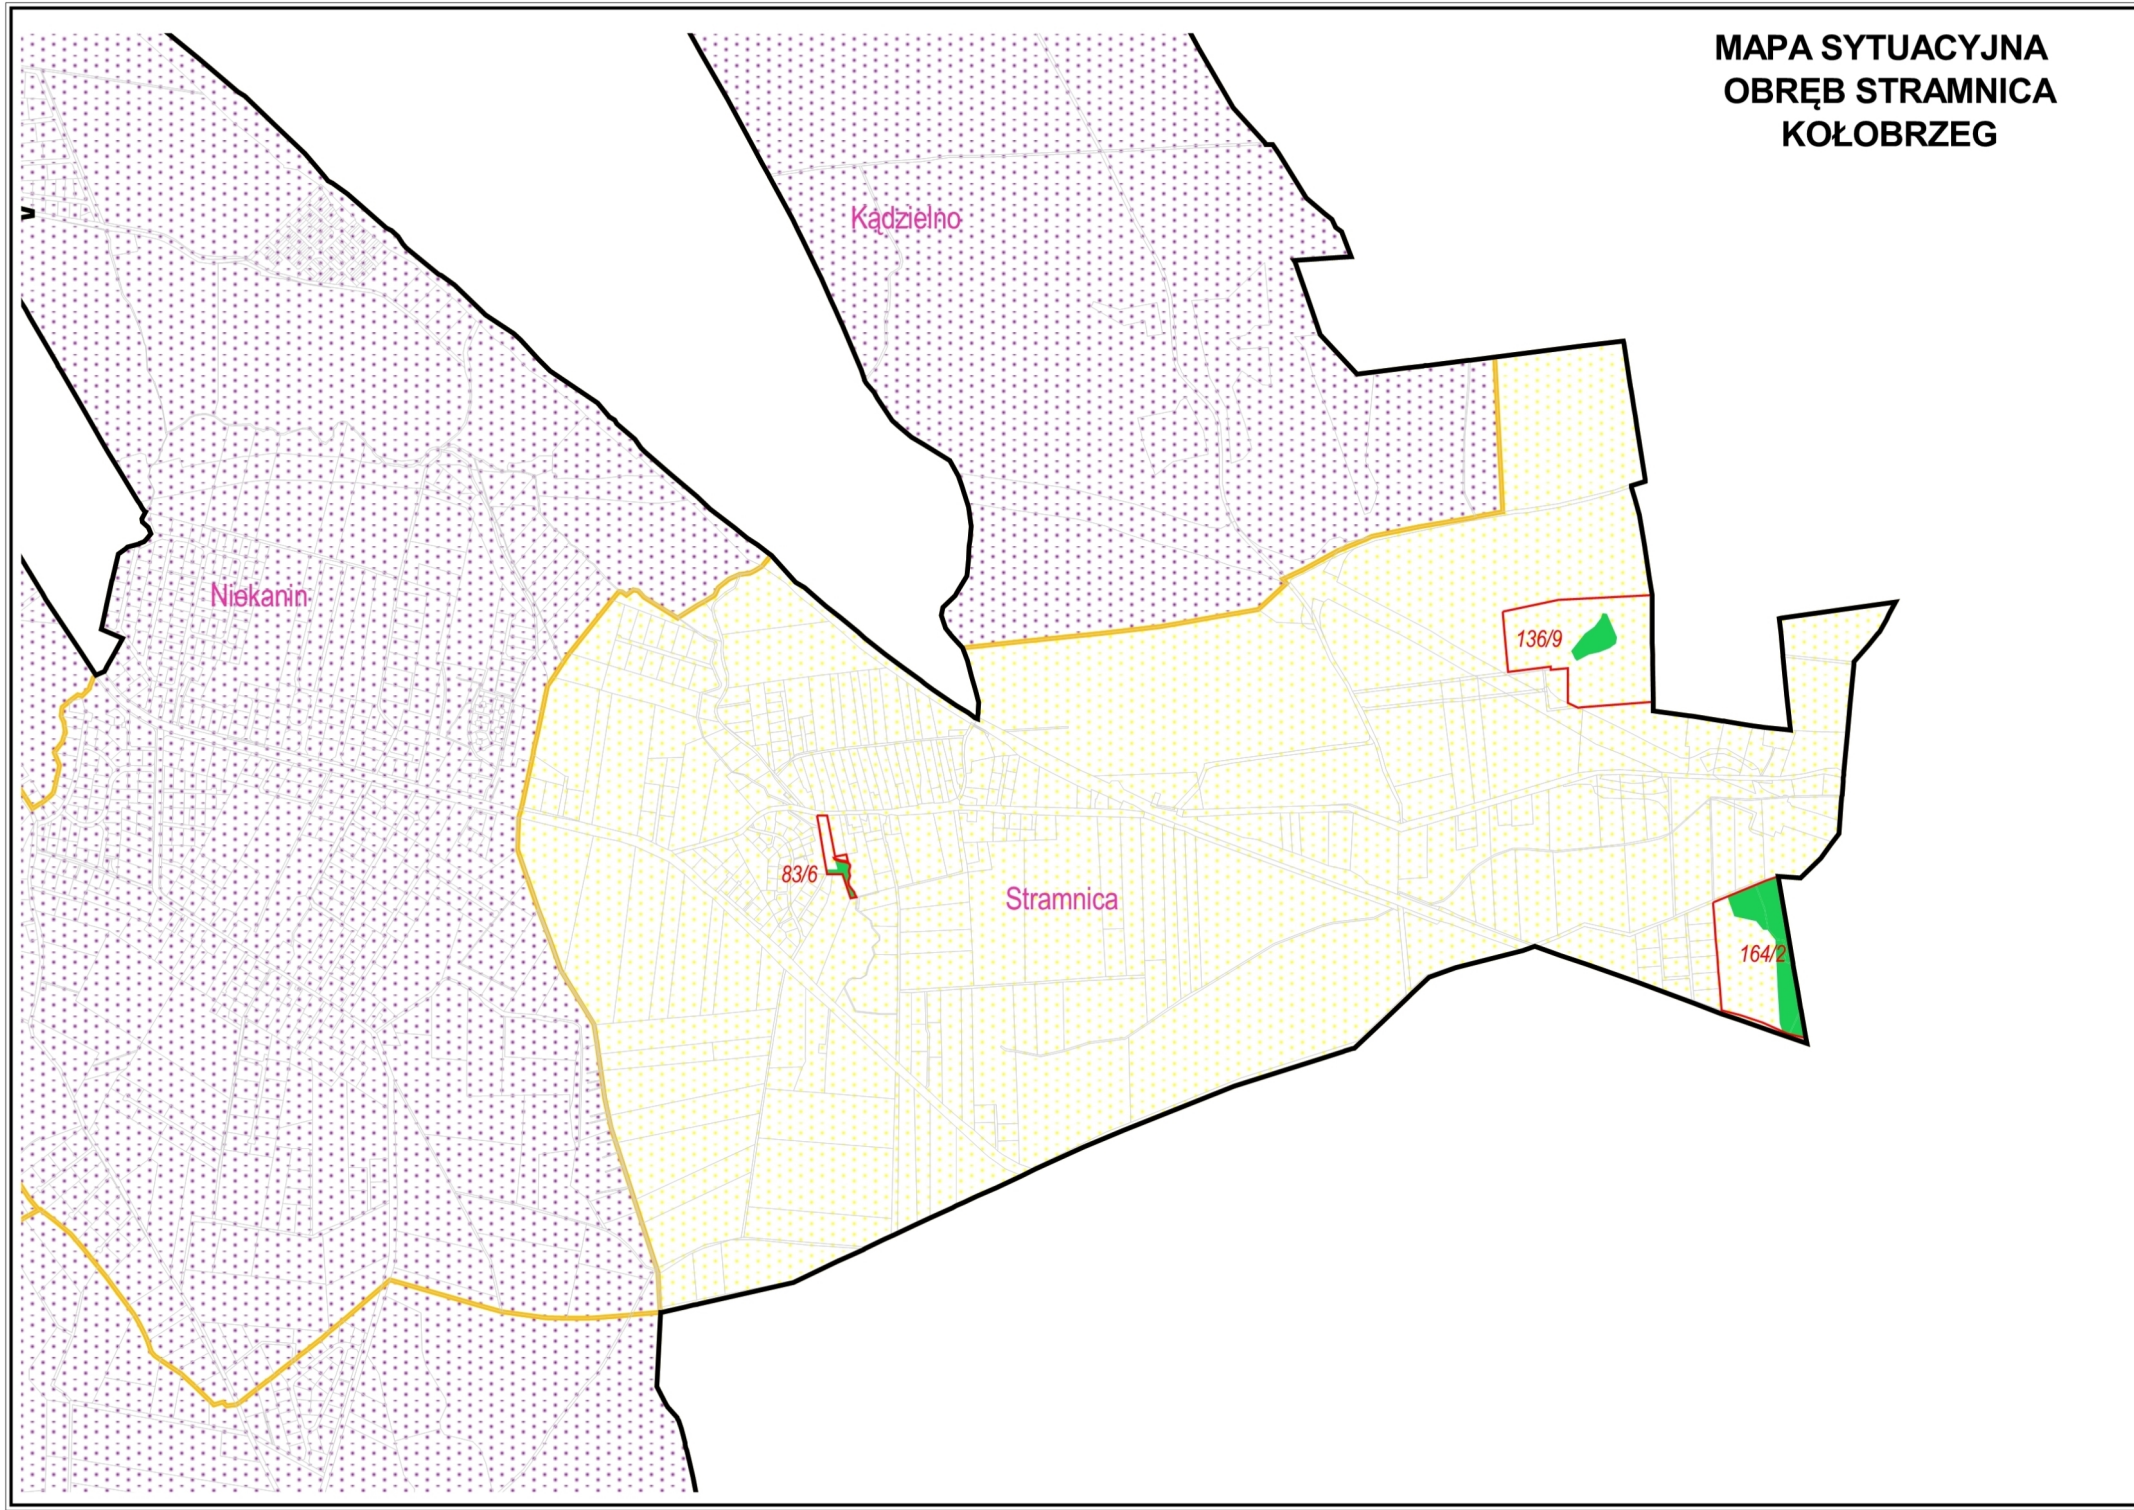 MAPA SYTUACYJNA
OBRĘB STRAMNICA
KOŁOBRZEG
Kądzielno
Niekanin
136/9
83/6
Stramnica
164/2